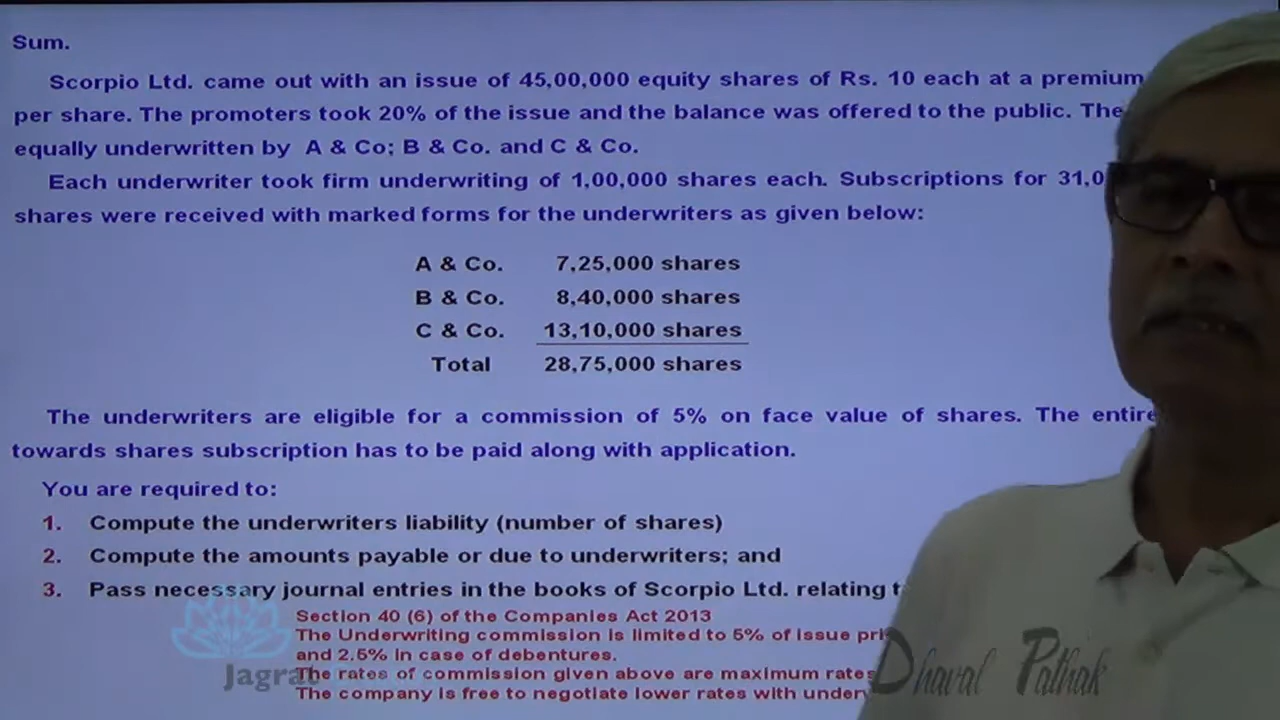 Sum.
Scorpio Ltd. came out with an issue of 45,00,000 equity shares of Rs. 10 each at a premium
per share. The promoters took 20% of the issue and the balance was offered to the public. The
equally underwritten by A & Co; B & Co. and C & Co.
Each underwriter took firm underwriting of 1,00,000 shares each. Subscriptions for 31,0
shares were received with marked forms for the underwriters as given below:
A & Co. 7,25,000 shares
B & Co. 8,40,000 shares
C & Co. 13,10,000 shares
Total 28,75,000 shares
The underwriters are eligible for a commission of 5% on face value of shares. The entire
towards shares subscription has to be paid along with application.
You are required to:
1. Compute the underwriters liability (number of shares)
2. Compute the amounts payable or due to underwriters; and
3. Pass necessary journal entries in the books of Scorpio Ltd. relating
Section 40 (6) of the Companies Act 2013
The Underwriting commission is limited to 5% of issue pri
and 2.5% in case of debentures.
The rates of commission given above are maximum rates
The company is free to negotiate lower rates with under
Jagrat
Dhaval Pathak